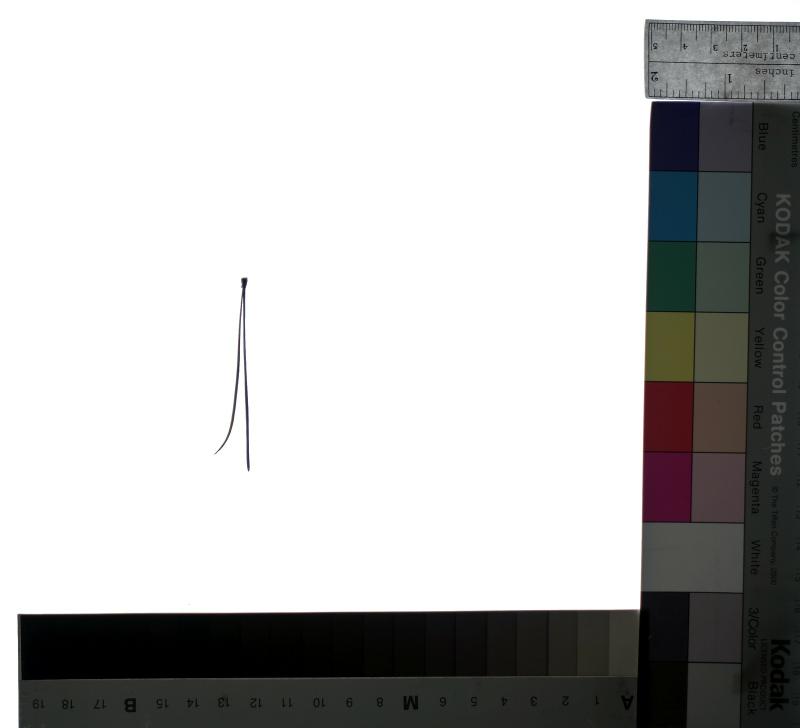 5 4 3 2 1
centimeters
2 1
inches
Centimetres
KODAK Color Control Patches
© The Tiffen Company, 2000
Kodak
LICENSED PRODUCT
Blue
Cyan
Green
Yellow
Red
Magenta
White
3/Color
Black
A 1 2 3 4 5 6 M 8 9 10 11 12 13 14 15 B 17 18 19